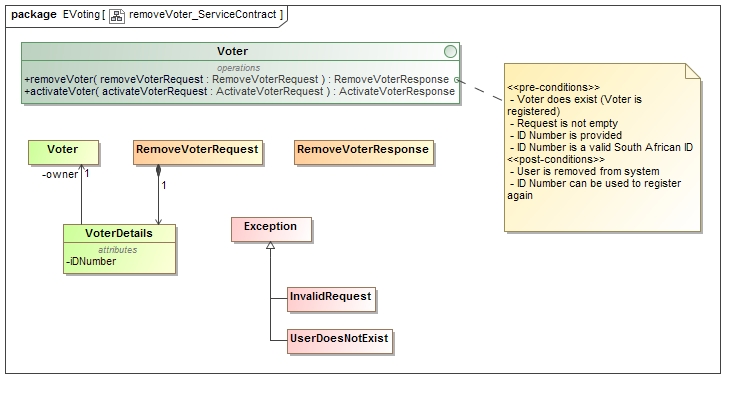 package EVoting [ removeVoter_ServiceContract ]
Voter
operations
+removeVoter( removeVoterRequest : RemoveVoterRequest ) : RemoveVoterResponse
+activateVoter( activateVoterRequest : ActivateVoterRequest ) : ActivateVoterResponse
<<pre-conditions>>
- Voter does exist (Voter is
registered)
- Request is not empty
- ID Number is provided
- ID Number is a valid South African ID
<<post-conditions>>
- User is removed from system
- ID Number can be used to register
again
Voter
RemoveVoterRequest
RemoveVoterResponse
-owner 1
1
VoterDetails
attributes
-iDNumber
Exception
InvalidRequest
UserDoesNotExist